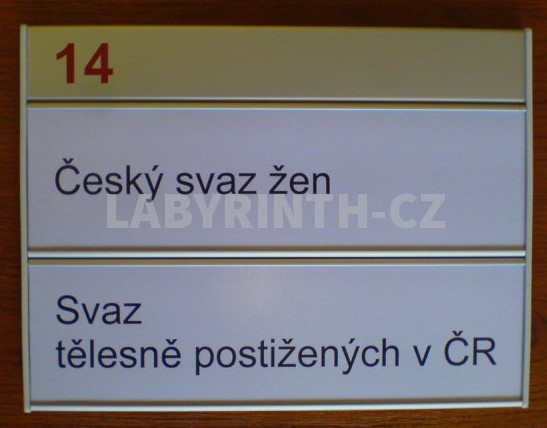 14
Český svaz žen
LABYRINTH-CZ
Svaz
tělesně postižených v ČR